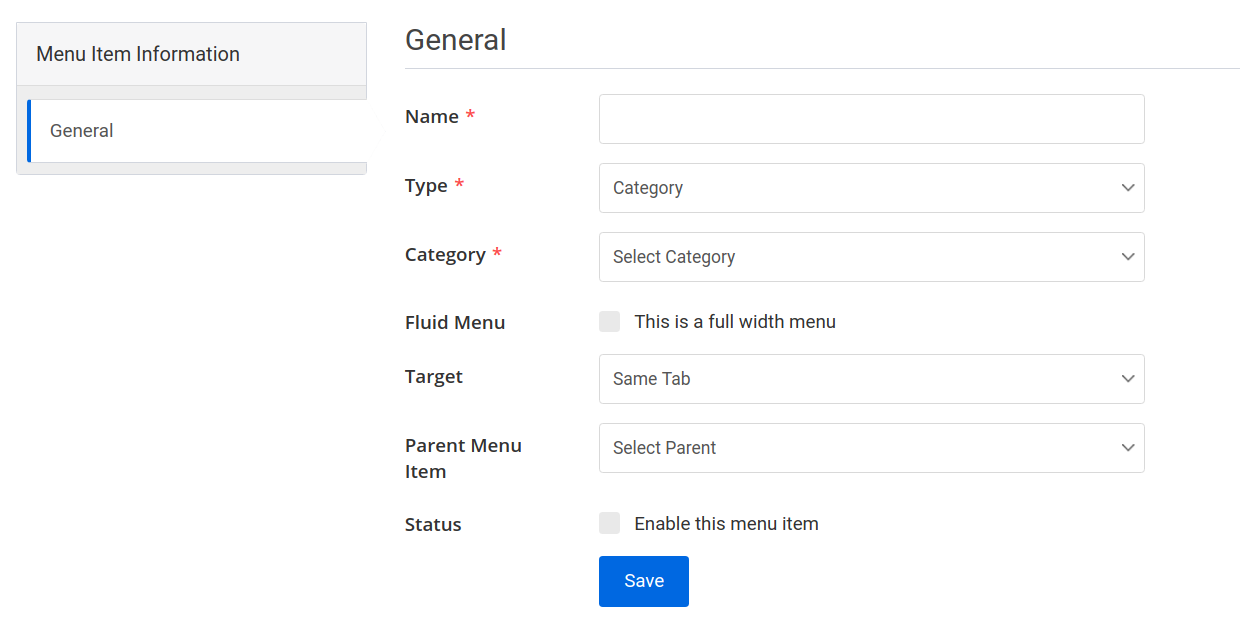 Menu Item Information
General
General
Name *
Type *
Category
Category *
Select Category
Fluid Menu
This is a full width menu
Target
Same Tab
Parent Menu
Item
Select Parent
Status
Enable this menu item
Save